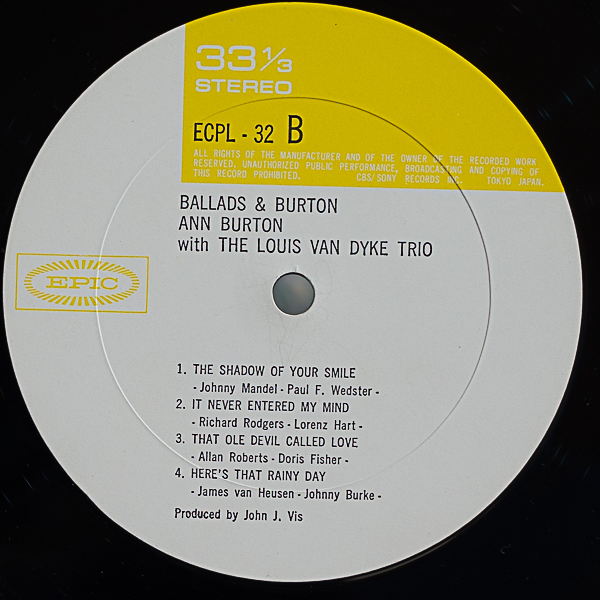 33 1/3
STEREO
ECPL - 32 B
ALL RIGHTS OF THE MANUFACTURER AND OF THE OWNER OF THE RECORDED WORK
RESERVED, UNAUTHORIZED PUBLIC PERFORMANCE, BROADCASTING AND COPYING OF
THIS RECORD PROHIBITED. CBS/SONY RECORDS INC. TOKYO JAPAN.
BALLADS & BURTON
ANN BURTON
with THE LOUIS VAN DYKE TRIO
EPIC
1. THE SHADOW OF YOUR SMILE
- Johnny Mandel - Paul F. Wedster -
2. IT NEVER ENTERED MY MIND
- Richard Rodgers - Lorenz Hart -
3. THAT OLE DEVIL CALLED LOVE
- Allan Roberts - Doris Fisher -
4. HERE'S THAT RAINY DAY
- James van Heusen - Johnny Burke -
Produced by John J. Vis